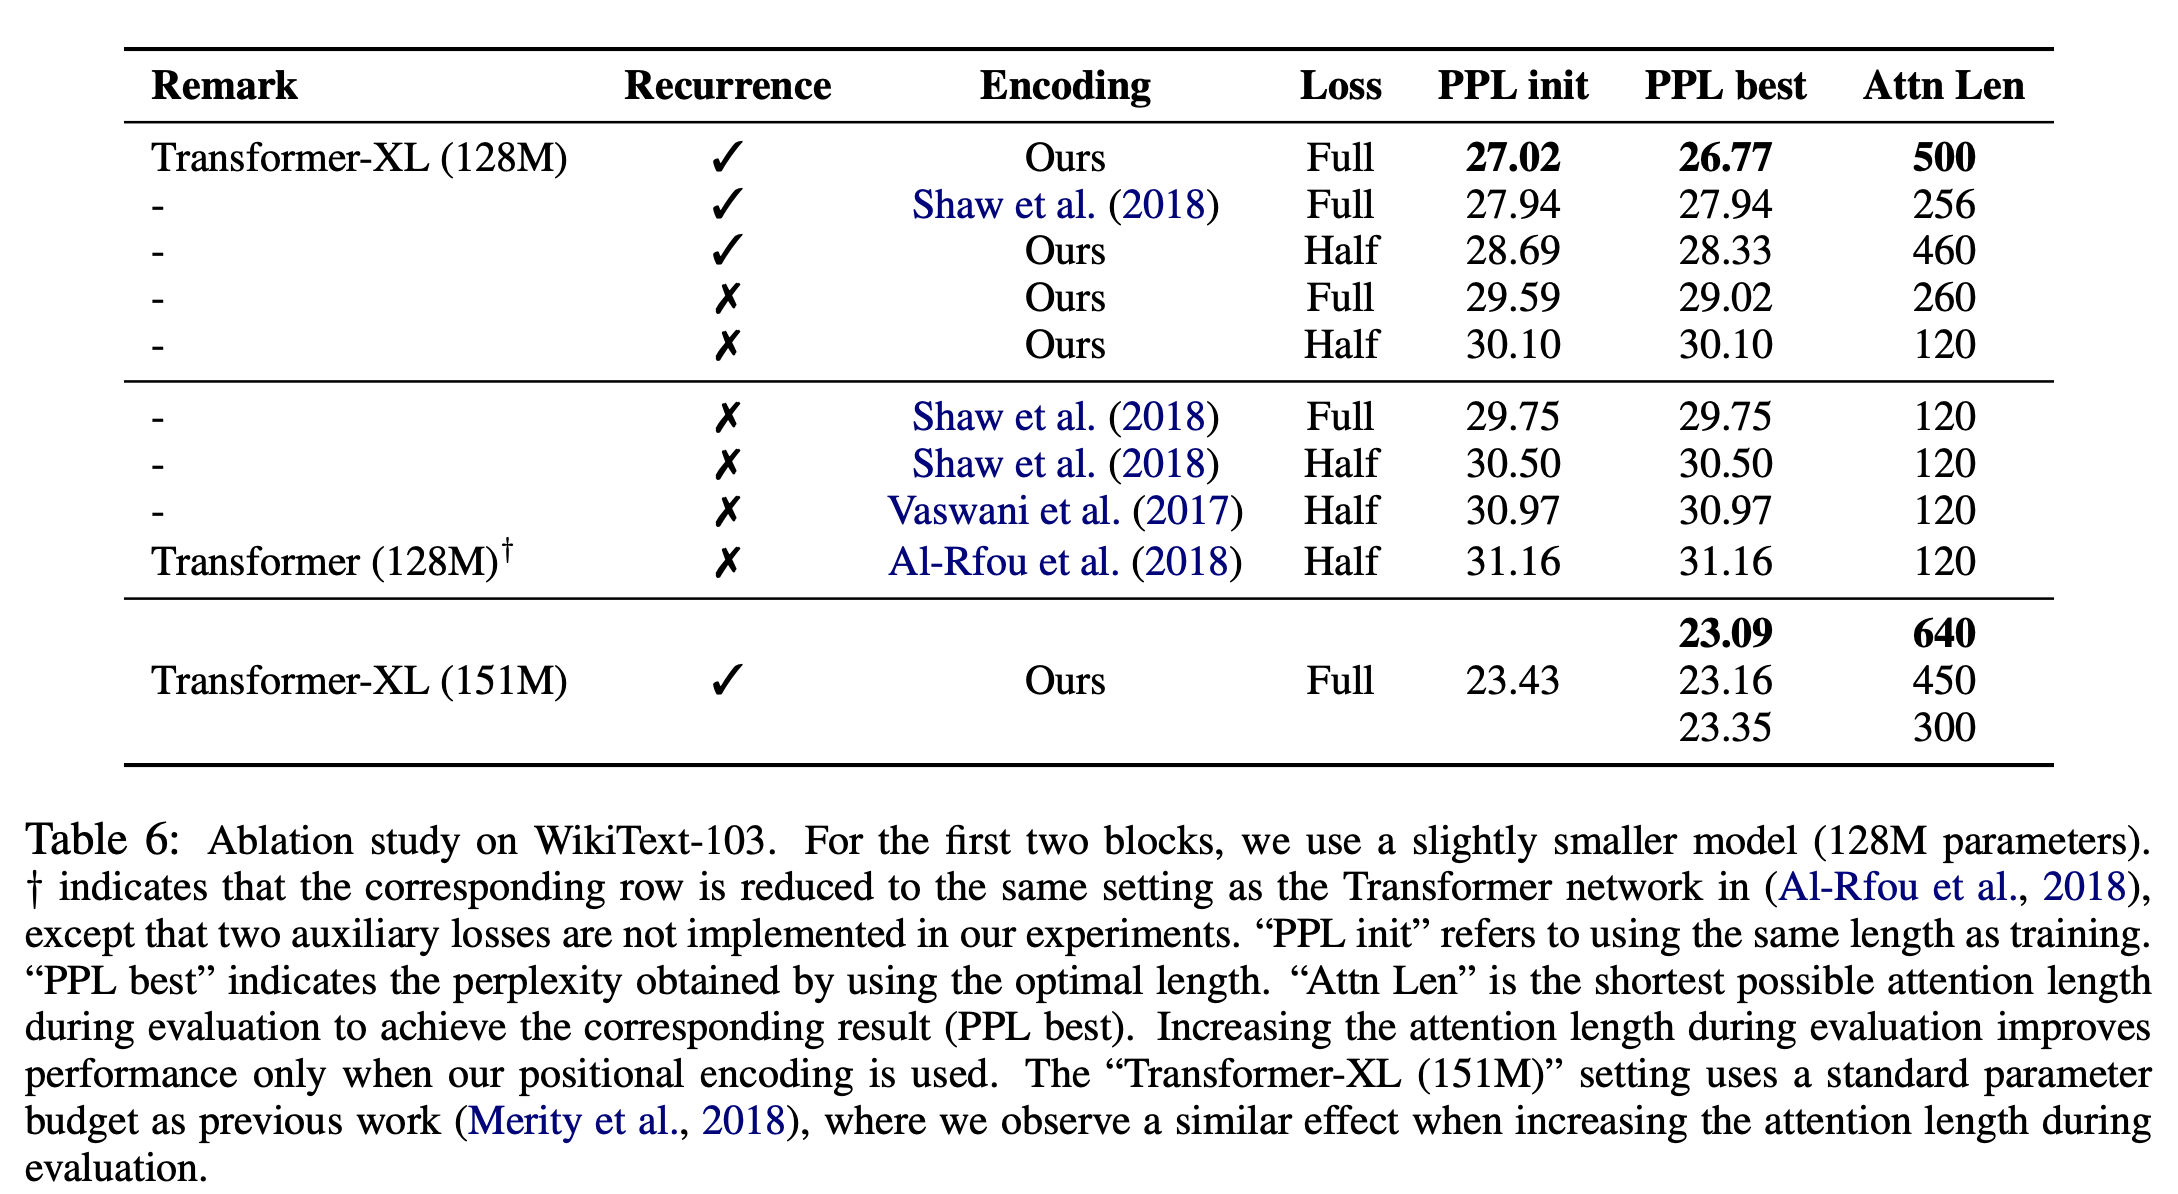 Remark Recurrence Encoding Loss PPL init PPL best Attn Len
Transformer-XL (128M) ✓ Ours Full 27.02 26.77 500
- ✓ Shaw et al. (2018) Full 27.94 27.94 256
- ✓ Ours Half 28.69 28.33 460
- ✗ Ours Full 29.59 29.02 260
- ✗ Ours Half 30.10 30.10 120
- ✗ Shaw et al. (2018) Full 29.75 29.75 120
- ✗ Shaw et al. (2018) Half 30.50 30.50 120
- ✗ Vaswani et al. (2017) Half 30.97 30.97 120
Transformer (128M)† ✗ Al-Rfou et al. (2018) Half 31.16 31.16 120
23.09 640
Transformer-XL (151M) ✓ Ours Full 23.43 23.16 450
23.35 300
Table 6: Ablation study on WikiText-103. For the first two blocks, we use a slightly smaller model (128M parameters).
† indicates that the corresponding row is reduced to the same setting as the Transformer network in (Al-Rfou et al., 2018),
except that two auxiliary losses are not implemented in our experiments. “PPL init” refers to using the same length as training.
“PPL best” indicates the perplexity obtained by using the optimal length. “Attn Len” is the shortest possible attention length
during evaluation to achieve the corresponding result (PPL best). Increasing the attention length during evaluation improves
performance only when our positional encoding is used. The “Transformer-XL (151M)” setting uses a standard parameter
budget as previous work (Merity et al., 2018), where we observe a similar effect when increasing the attention length during
evaluation.